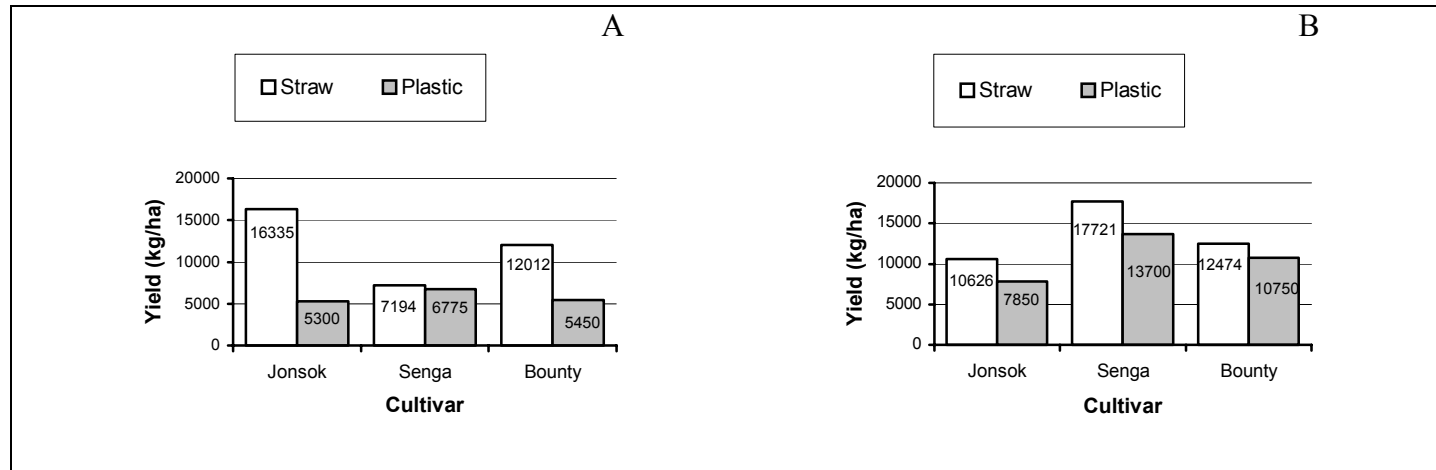 A
Straw Plastic
Yield (kg/ha)
20000
15000
10000
5000
0
16335
5300
7194
6775
12012
5450
Jonsok Senga Bounty
Cultivar
B
Straw Plastic
Yield (kg/ha)
20000
15000
10000
5000
0
10626
7850
17721
13700
12474
10750
Jonsok Senga Bounty
Cultivar